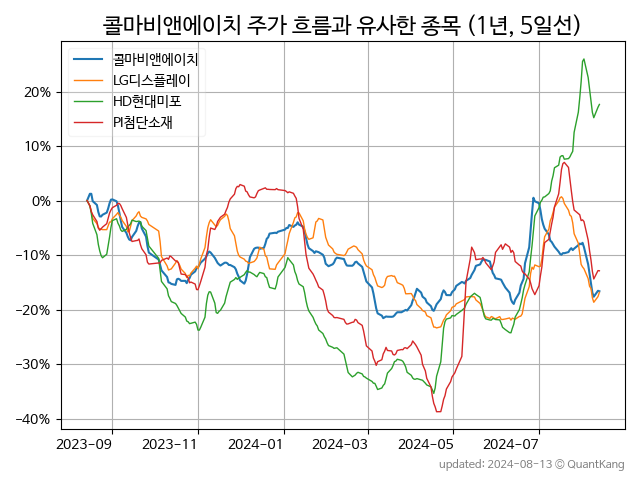 콜마비앤에이치 주가 흐름과 유사한 종목 (1년, 5일선)
콜마비앤에이치
LG디스플레이
HD현대미포
PI첨단소재
20%
10%
0%
−10%
−20%
−30%
−40%
2023-09
2023-11
2024-01
2024-03
2024-05
2024-07
updated: 2024-08-13 © QuantKang